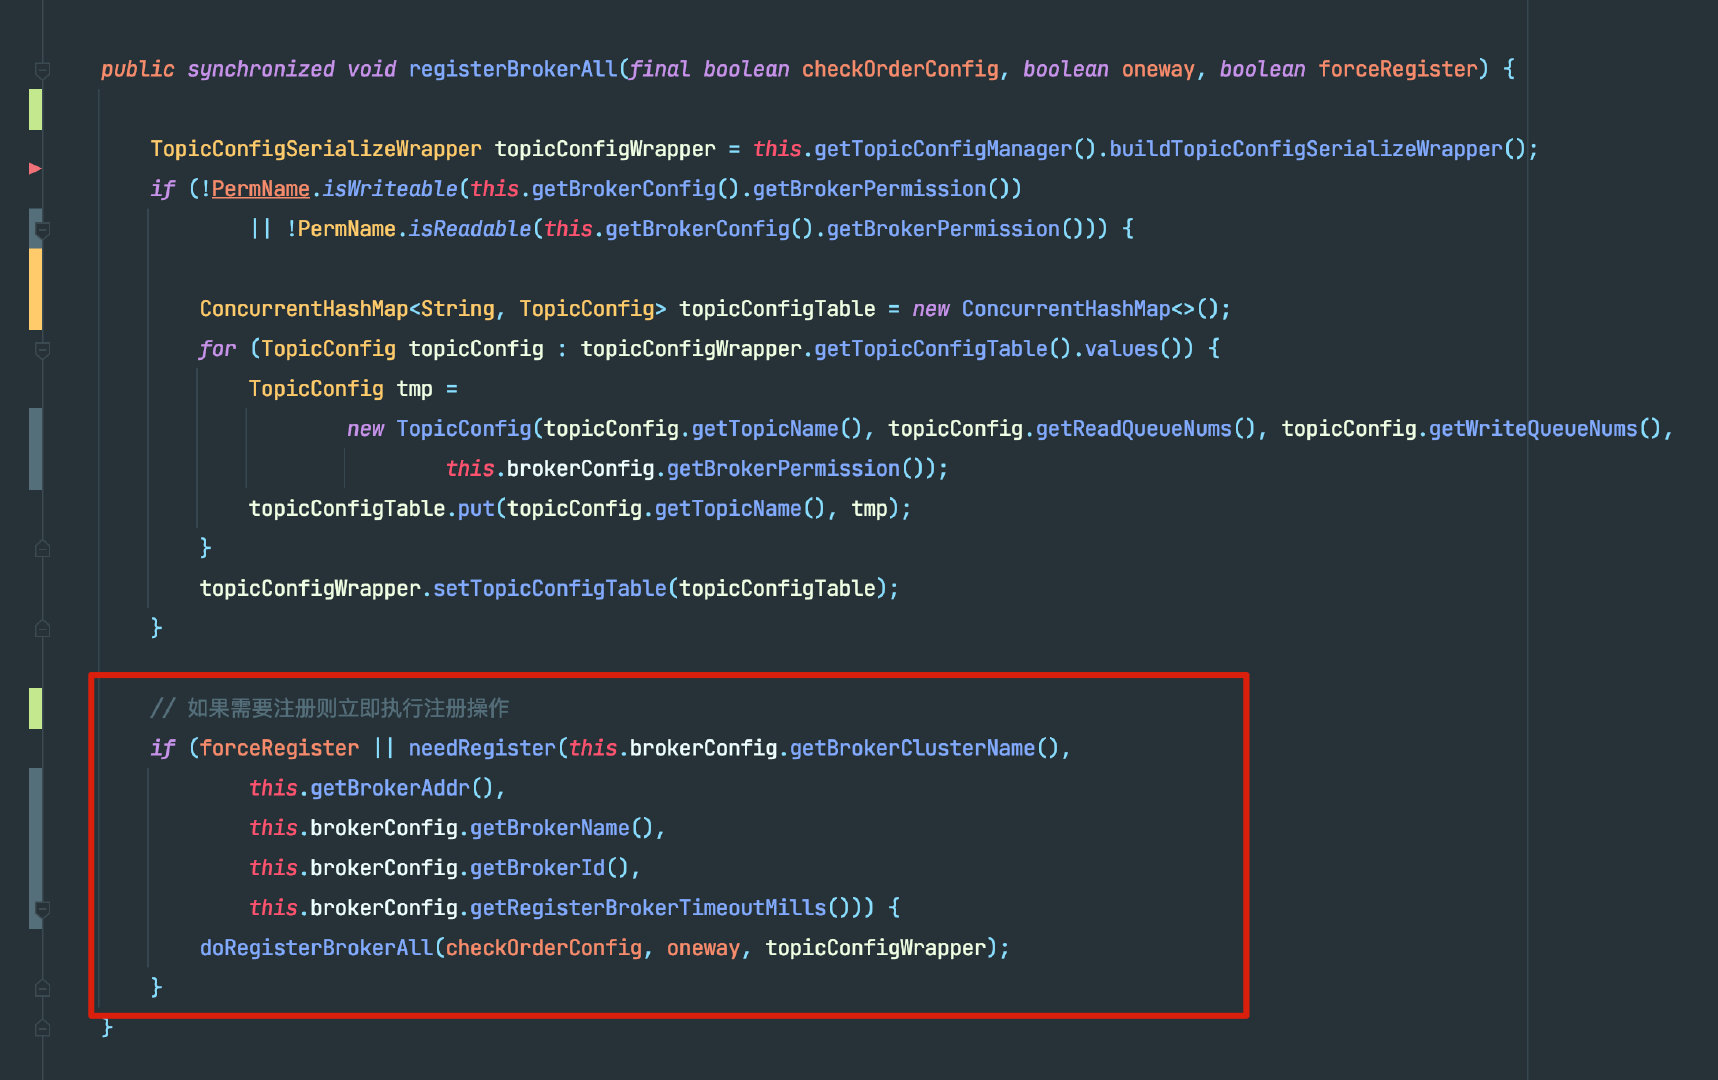 public synchronized void registerBrokerAll(final boolean checkOrderConfig, boolean oneway, boolean forceRegister) {
TopicConfigSerializeWrapper topicConfigWrapper = this.getTopicConfigManager().buildTopicConfigSerializeWrapper();
if (!PermName.isWriteable(this.getBrokerConfig().getBrokerPermission())
|| !PermName.isReadable(this.getBrokerConfig().getBrokerPermission())) {
ConcurrentHashMap<String, TopicConfig> topicConfigTable = new ConcurrentHashMap<>();
for (TopicConfig topicConfig : topicConfigWrapper.getTopicConfigTable().values()) {
TopicConfig tmp =
new TopicConfig(topicConfig.getTopicName(), topicConfig.getReadQueueNums(), topicConfig.getWriteQueueNums(),
this.brokerConfig.getBrokerPermission());
topicConfigTable.put(topicConfig.getTopicName(), tmp);
}
topicConfigWrapper.setTopicConfigTable(topicConfigTable);
}
// 如果需要注册则立即执行注册操作
if (forceRegister || needRegister(this.brokerConfig.getBrokerClusterName(),
this.getBrokerAddr(),
this.brokerConfig.getBrokerName(),
this.brokerConfig.getBrokerId(),
this.brokerConfig.getRegisterBrokerTimeoutMills())) {
doRegisterBrokerAll(checkOrderConfig, oneway, topicConfigWrapper);
}
}